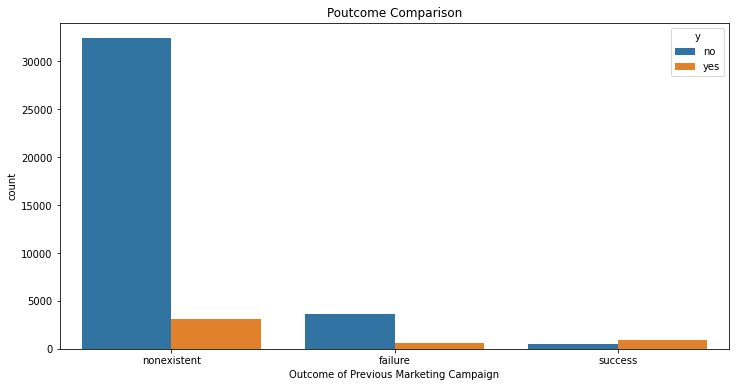 Poutcome Comparison
y
no
yes
30000
25000
20000
15000
10000
5000
0
count
nonexistent
failure
success
Outcome of Previous Marketing Campaign